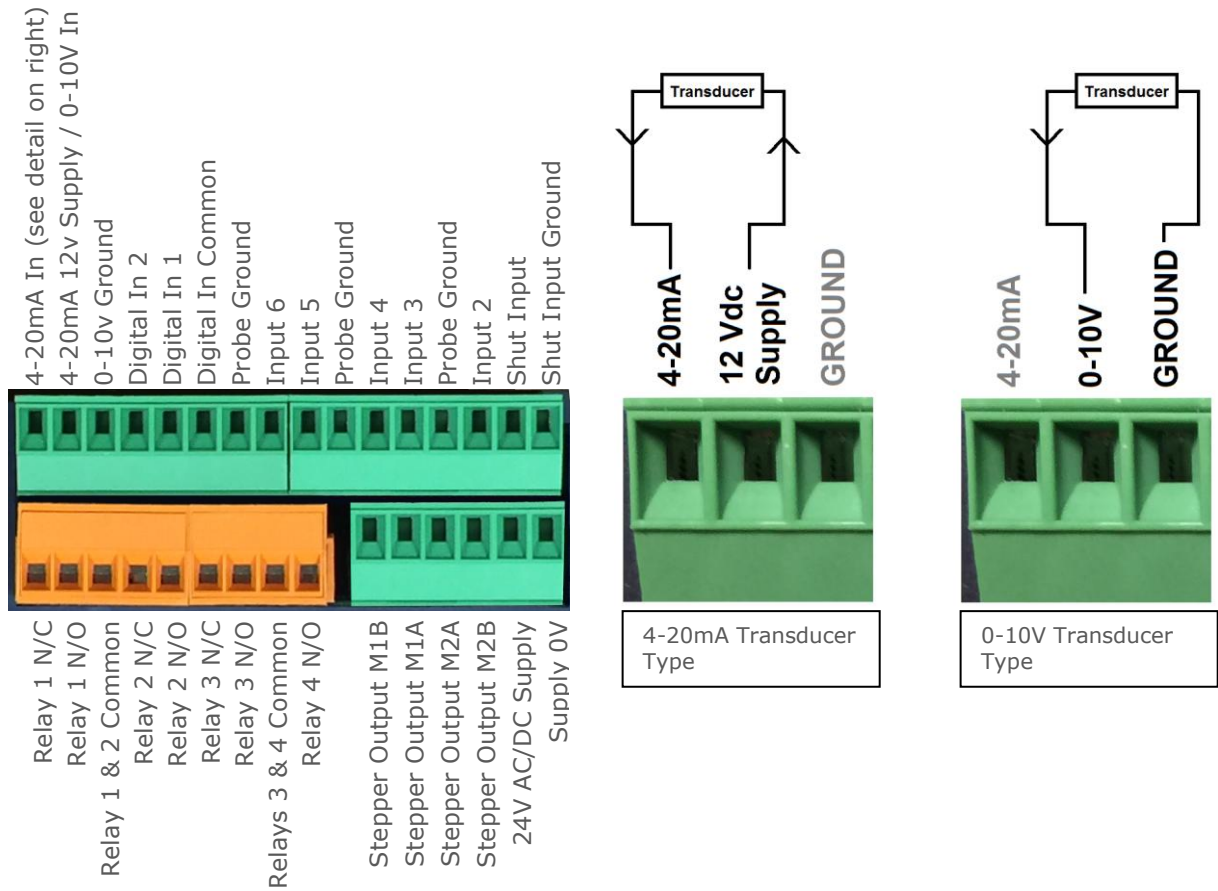 4-20mA In (see detail on right)
4-20mA 12v Supply / 0-10V In
0-10v Ground
Digital In 2
Digital In 1
Digital In Common
Probe Ground
Input 6
Input 5
Probe Ground
Input 4
Input 3
Probe Ground
Input 2
Shut Input
Shut Input Ground
Relay 1 N/C
Relay 1 N/O
Relay 1 & 2 Common
Relay 2 N/C
Relay 2 N/O
Relay 3 N/C
Relay 3 N/O
Relays 3 & 4 Common
Relay 4 N/O
Stepper Output M1B
Stepper Output M1A
Stepper Output M2A
Stepper Output M2B
24V AC/DC Supply
Supply 0V
Transducer
4-20mA
12 Vdc
Supply
GROUND
4-20mA Transducer
Type
Transducer
4-20mA
0-10V
GROUND
0-10V Transducer
Type